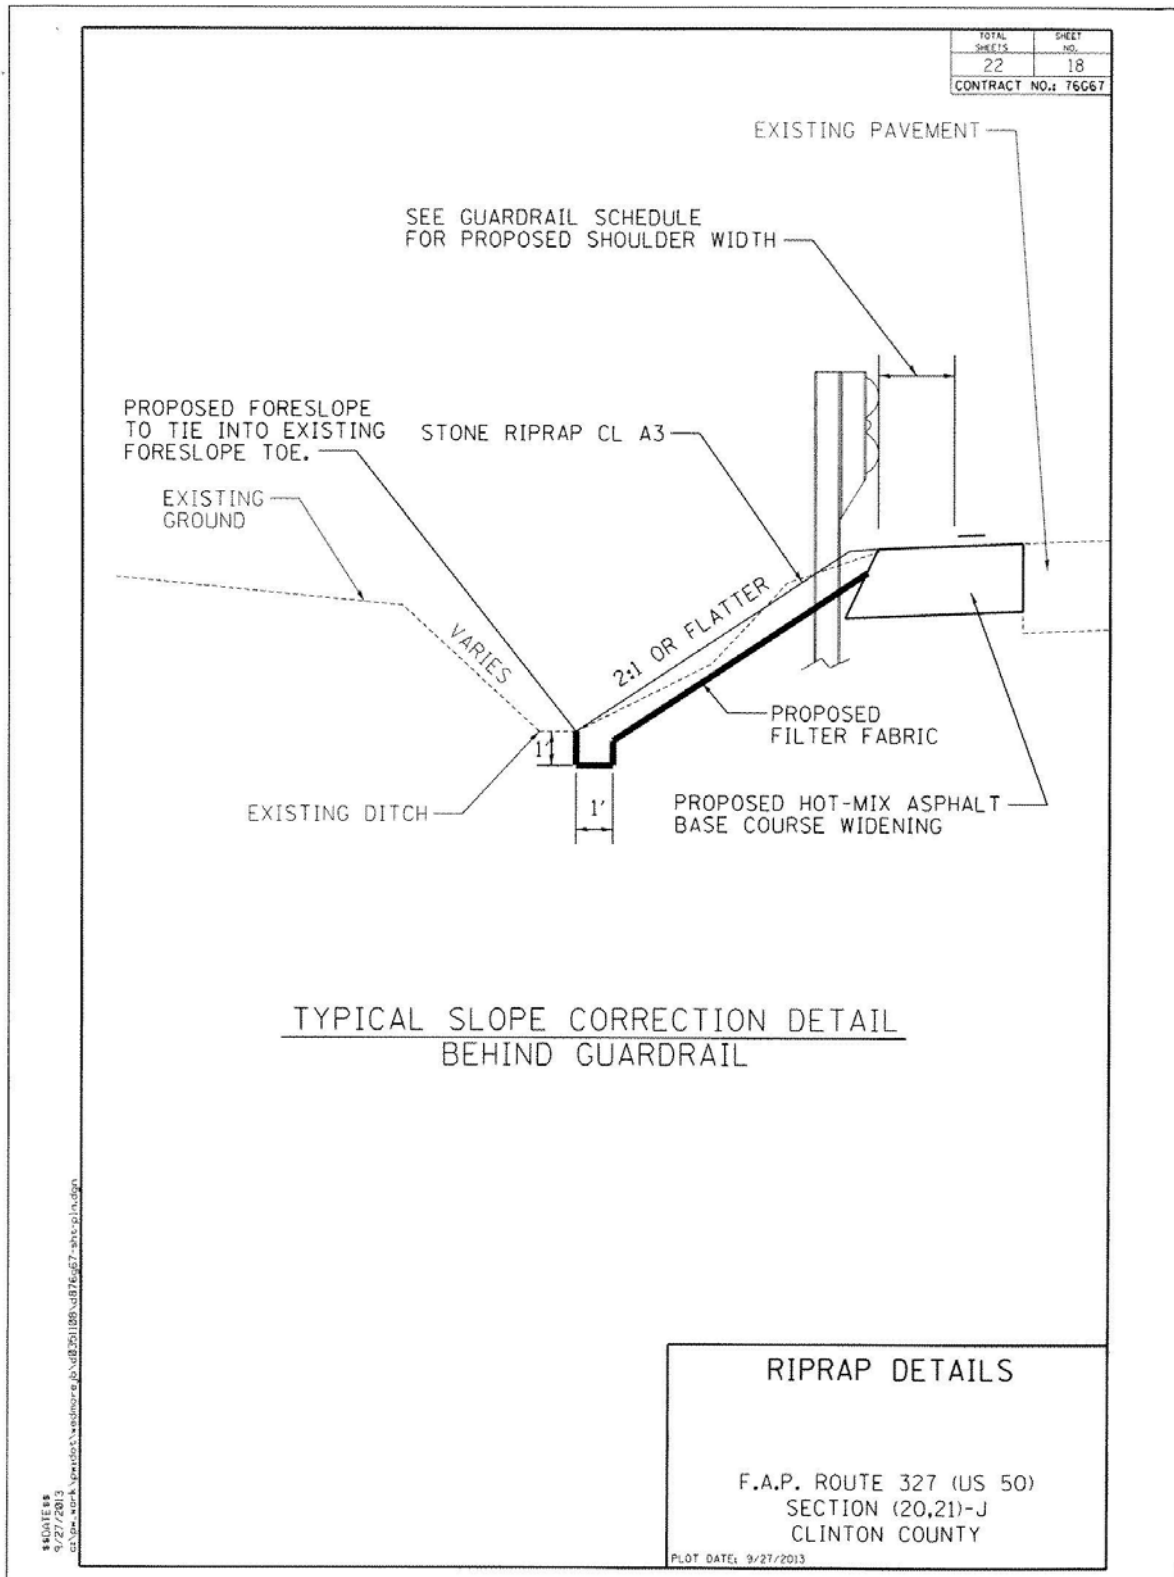 TOTAL SHEETS
SHEET NO.
22
18
CONTRACT NO.: 76G67
EXISTING PAVEMENT
SEE GUARDRAIL SCHEDULE
FOR PROPOSED SHOULDER WIDTH
PROPOSED FORESLOPE
TO TIE INTO EXISTING
FORESLOPE TOE.
STONE RIPRAP CL A3
EXISTING
GROUND
VARIES
2:1 OR FLATTER
1'
PROPOSED
FILTER FABRIC
1'
EXISTING DITCH
PROPOSED HOT-MIX ASPHALT
BASE COURSE WIDENING
TYPICAL SLOPE CORRECTION DETAIL
BEHIND GUARDRAIL
RIPRAP DETAILS
F.A.P. ROUTE 327 (US 50)
SECTION (20,21)-J
CLINTON COUNTY
PLOT DATE: 9/27/2013
$$DATE$$
9/27/2013